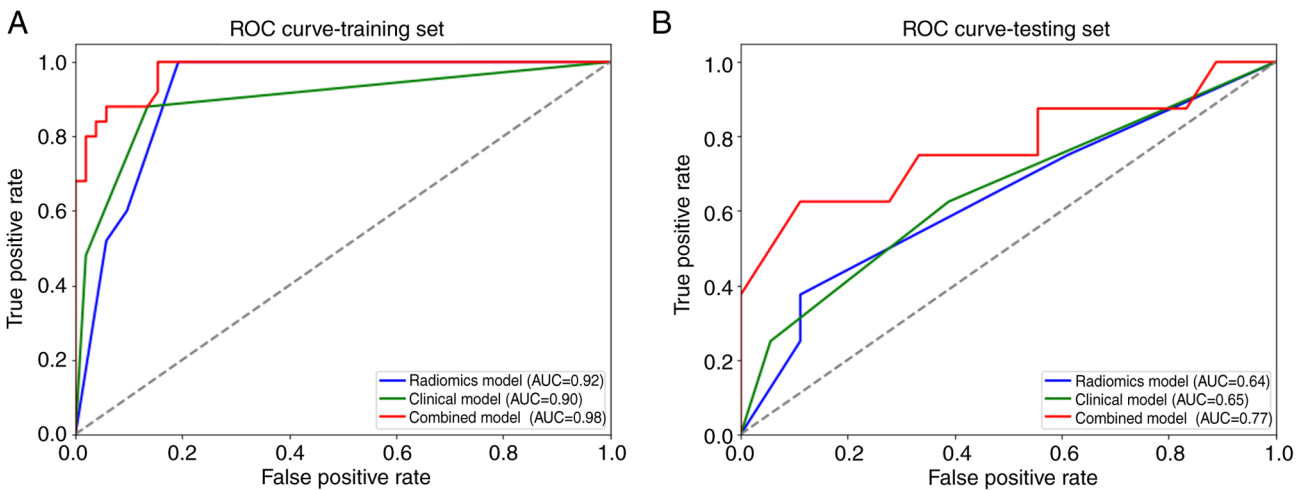 A
ROC curve-training set
1.0
0.8
0.6
0.4
0.2
0.0
True positive rate
0.0 0.2 0.4 0.6 0.8 1.0
False positive rate
Radiomics model (AUC=0.92)
Clinical model (AUC=0.90)
Combined model (AUC=0.98)
B
ROC curve-testing set
1.0
0.8
0.6
0.4
0.2
0.0
True positive rate
0.0 0.2 0.4 0.6 0.8 1.0
False positive rate
Radiomics model (AUC=0.64)
Clinical model (AUC=0.65)
Combined model (AUC=0.77)